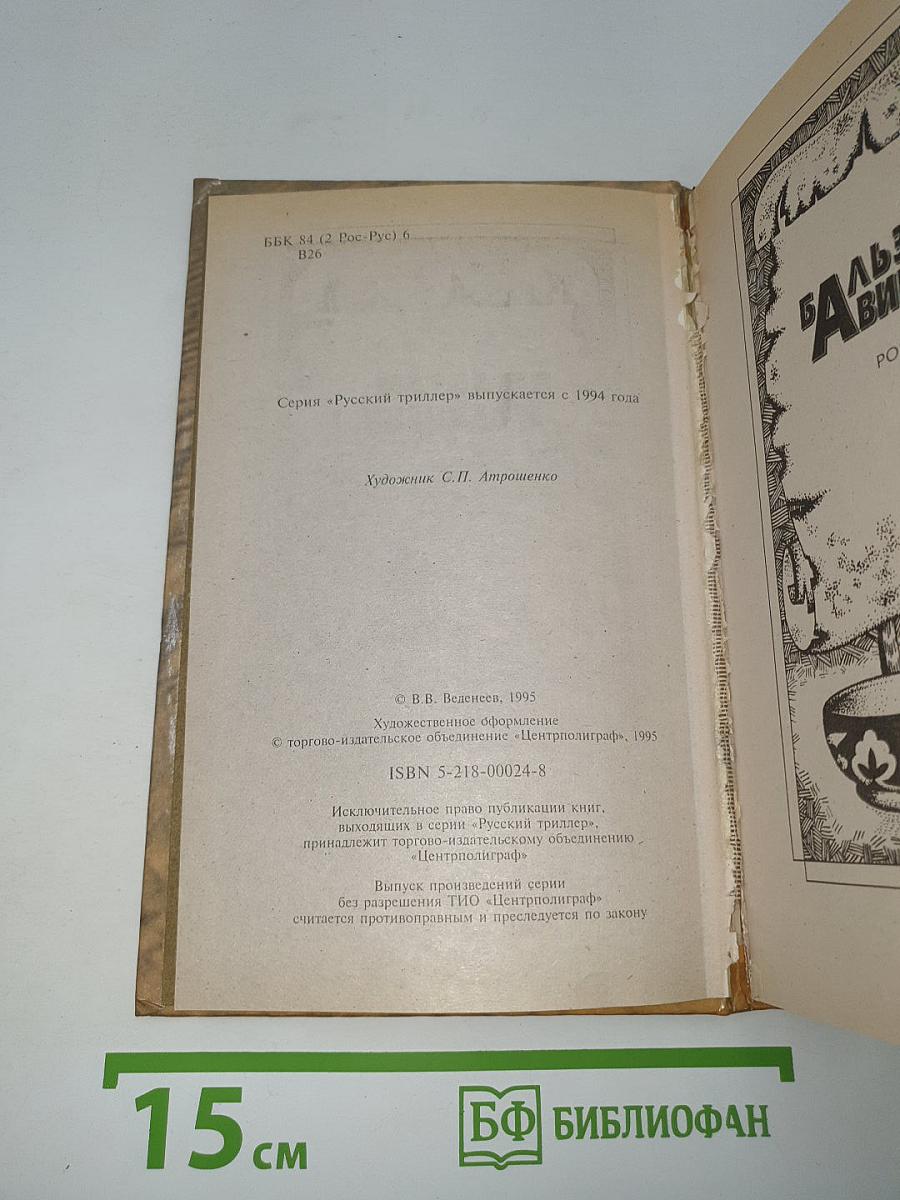 ББК 84 (2 Рос-Рус) 6
В26
Серия «Русский триллер» выпускается с 1994 года
Художник С.П. Атрошенко
© В.В. Веденеев, 1995
Художественное оформление
© торгово-издательское объединение «Центрполиграф», 1995
ISBN 5-218-00024-8
Исключительное право публикации книг,
выходящих в серии «Русский триллер»,
принадлежит торгово-издательскому объединению
«Центрполиграф»
Выпуск произведений серии
без разрешения ТИО «Центрполиграф»
считается противоправным и преследуется по закону
15 см
БФ БИБЛИОФАН